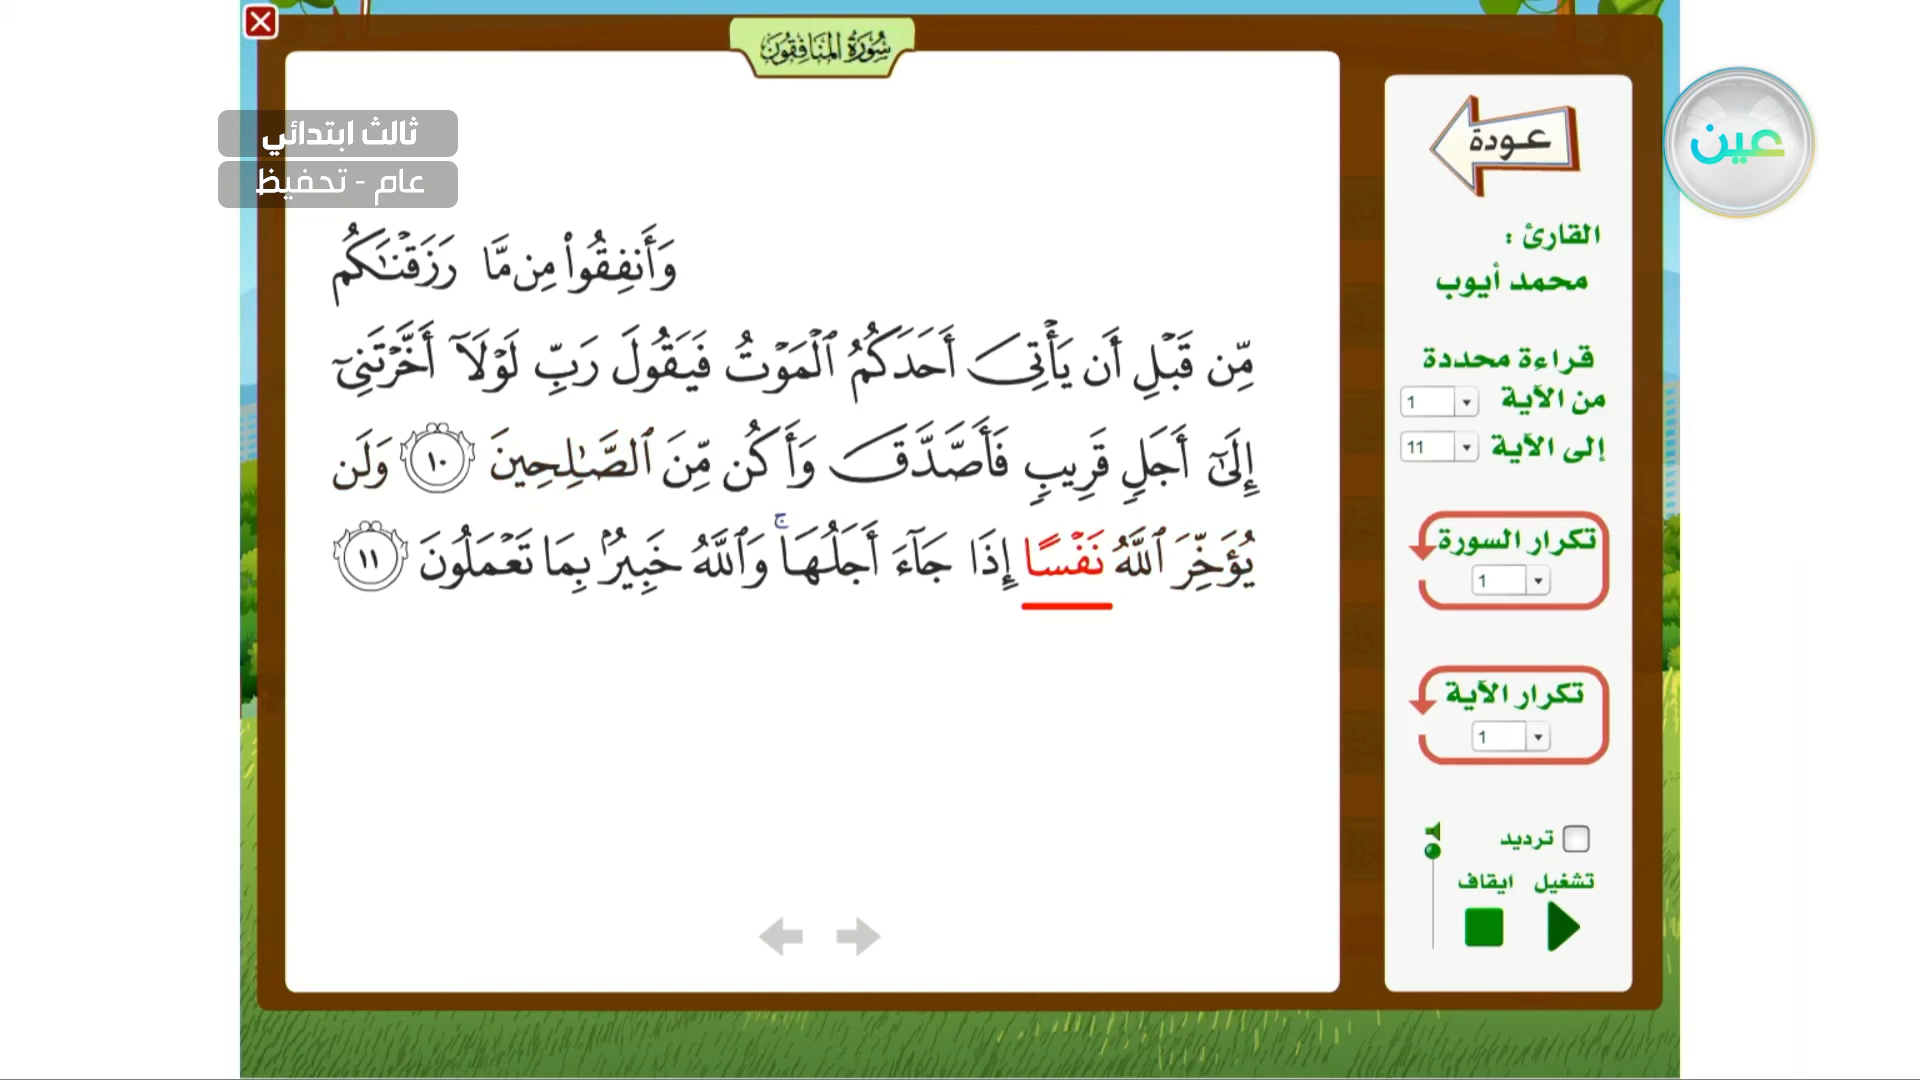 سُورَةُ المُنَافِقُونَ
ثالث ابتدائي
عام - تحفيظ
عين
وَأَنفِقُوا۟ مِن مَّا رَزَقْنَـٰكُم
مِّن قَبْلِ أَن يَأْتِىَ أَحَدَكُمُ ٱلْمَوْتُ فَيَقُولَ رَبِّ لَوْلَآ أَخَّرْتَنِىٓ
إِلَىٰٓ أَجَلٍ قَرِيبٍ فَأَصَّدَّقَ وَأَكُن مِّنَ ٱلصَّـٰلِحِينَ ١٠ وَلَن
يُؤَخِّرَ ٱللَّهُ نَفْسًا إِذَا جَآءَ أَجَلُهَا ۚ وَٱللَّهُ خَبِيرٌۢ بِمَا تَعْمَلُونَ ١١
عودة
القارئ :
محمد أيوب
قراءة محددة
من الآية 1
إلى الآية 11
تكرار السورة
1
تكرار الآية
1
ترديد
تشغيل ايقاف